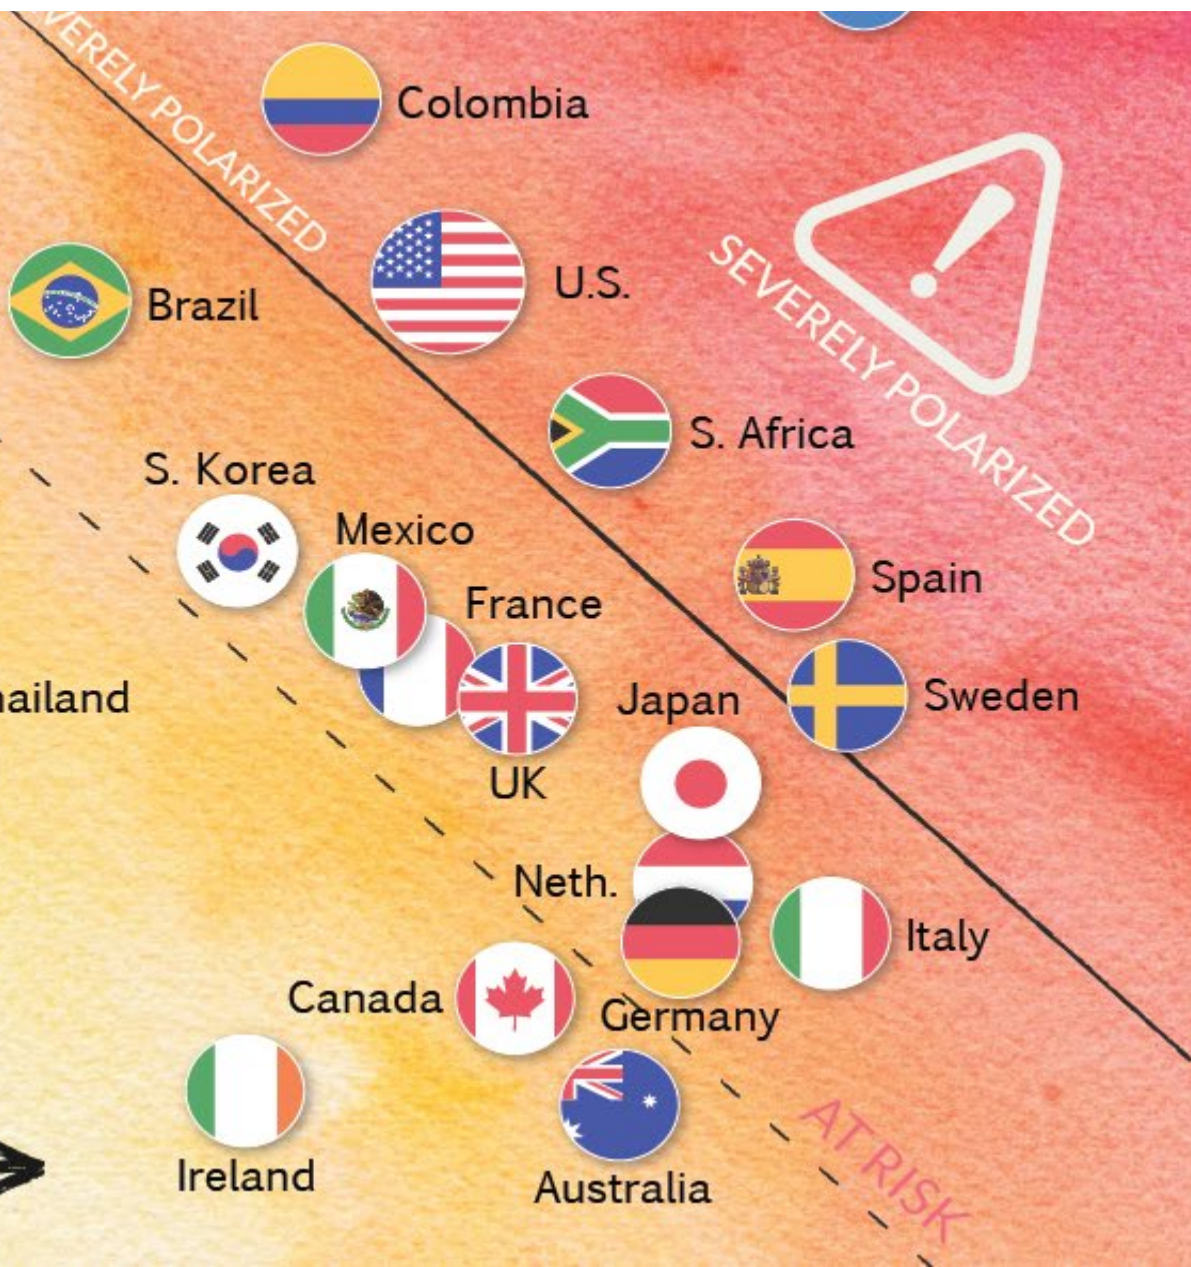 VERELY POLARIZED
Colombia
U.S.
Brazil
SEVERELY POLARIZED
S. Africa
S. Korea
Mexico
France
Spain
hailand
Japan
Sweden
UK
Neth.
Italy
Canada
Germany
Ireland
Australia
AT RISK